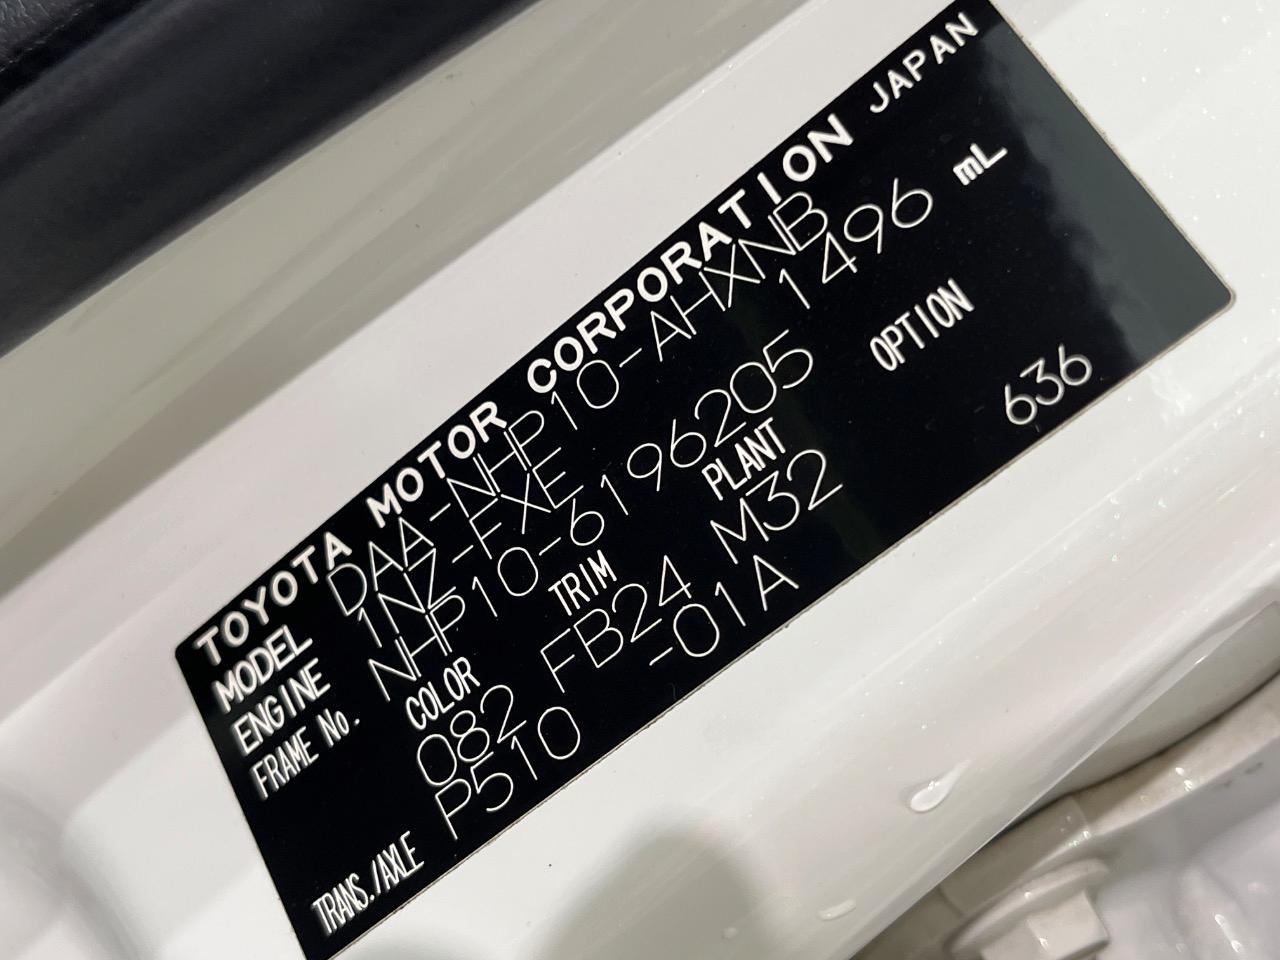 TOYOTA MOTOR CORPORATION JAPAN
MODEL DAA-NHP10-AHXNB
ENGINE 1NZ-FXE 1496 mL
FRAME No. NHP10-6196205
COLOR TRIM PLANT OPTION
082 FB24 M32 636
TRANS./AXLE P510 -01A